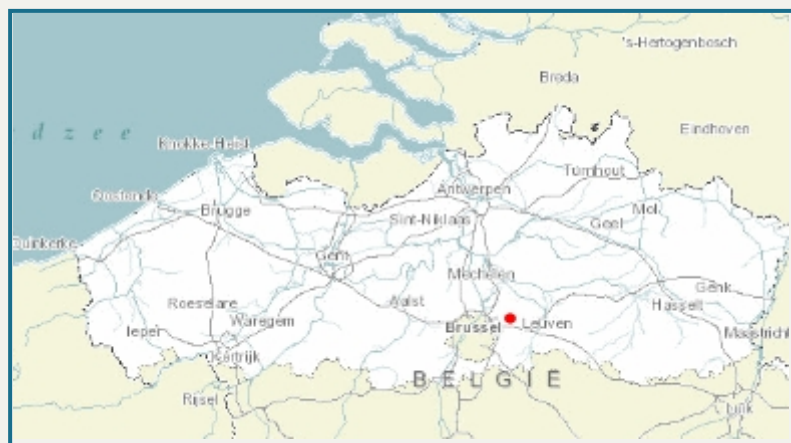 's-Hertogenbosch
Breda
d z e e
Eindhoven
Knokke-Heist
Turnhout
Oostende
Antwerpen
Brugge
Sint-Niklaas
Geel
Mol
Duinkerke
Gent
Mechelen
Genk
Roeselare
Aalst
Hasselt
Ieper
Waregem
Brussel
Leuven
Maastricht
Kortrijk
BELGIË
Rijsel
Luik